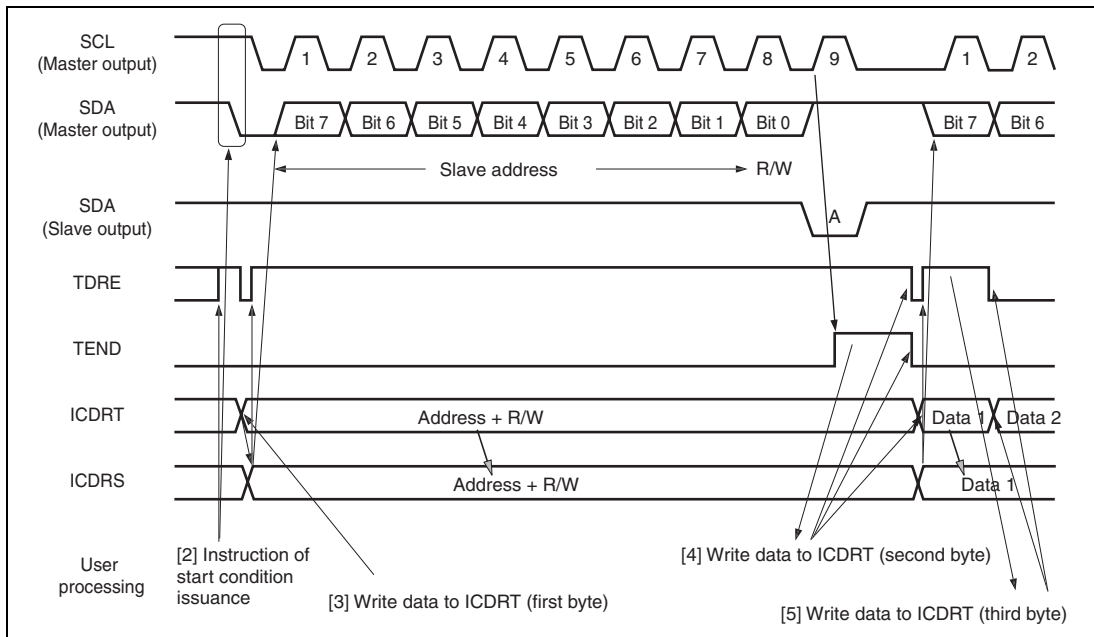 SCL
(Master output)
1 2 3 4 5 6 7 8 9 1 2
SDA
(Master output)
Bit 7 Bit 6 Bit 5 Bit 4 Bit 3 Bit 2 Bit 1 Bit 0 Bit 7 Bit 6
Slave address R/W
SDA
(Slave output)
A
TDRE
TEND
ICDRT
Address + R/W Data 1 Data 2
ICDRS
Address + R/W Data 1
User
processing
[2] Instruction of
start condition
issuance
[3] Write data to ICDRT (first byte)
[4] Write data to ICDRT (second byte)
[5] Write data to ICDRT (third byte)